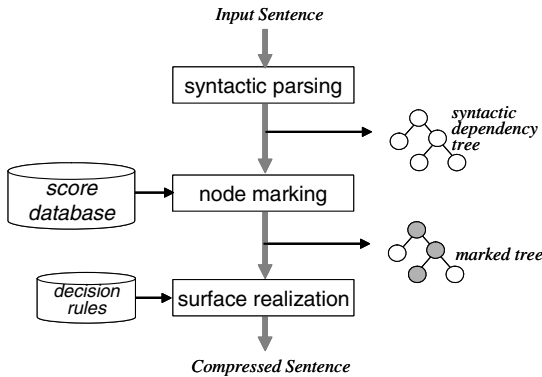 Input Sentence
syntactic parsing
syntactic
dependency
tree
score
database
node marking
marked tree
decision
rules
surface realization
Compressed Sentence